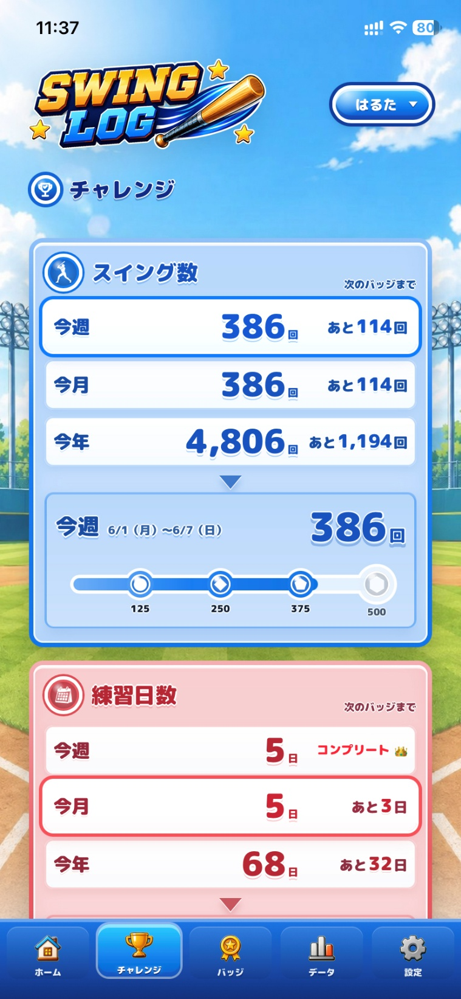 11:37
80
SWING
LOG
はるた
チャレンジ
スイング数
次のバッジまで
今週 386回 あと114回
今月 386回 あと114回
今年 4,806回 あと1,194回
今週 6/1（月）〜6/7（日） 386回
125 250 375 500
練習日数
次のバッジまで
今週 5日 コンプリート
今月 5日 あと3日
今年 68日 あと32日
ホーム チャレンジ バッジ データ 設定